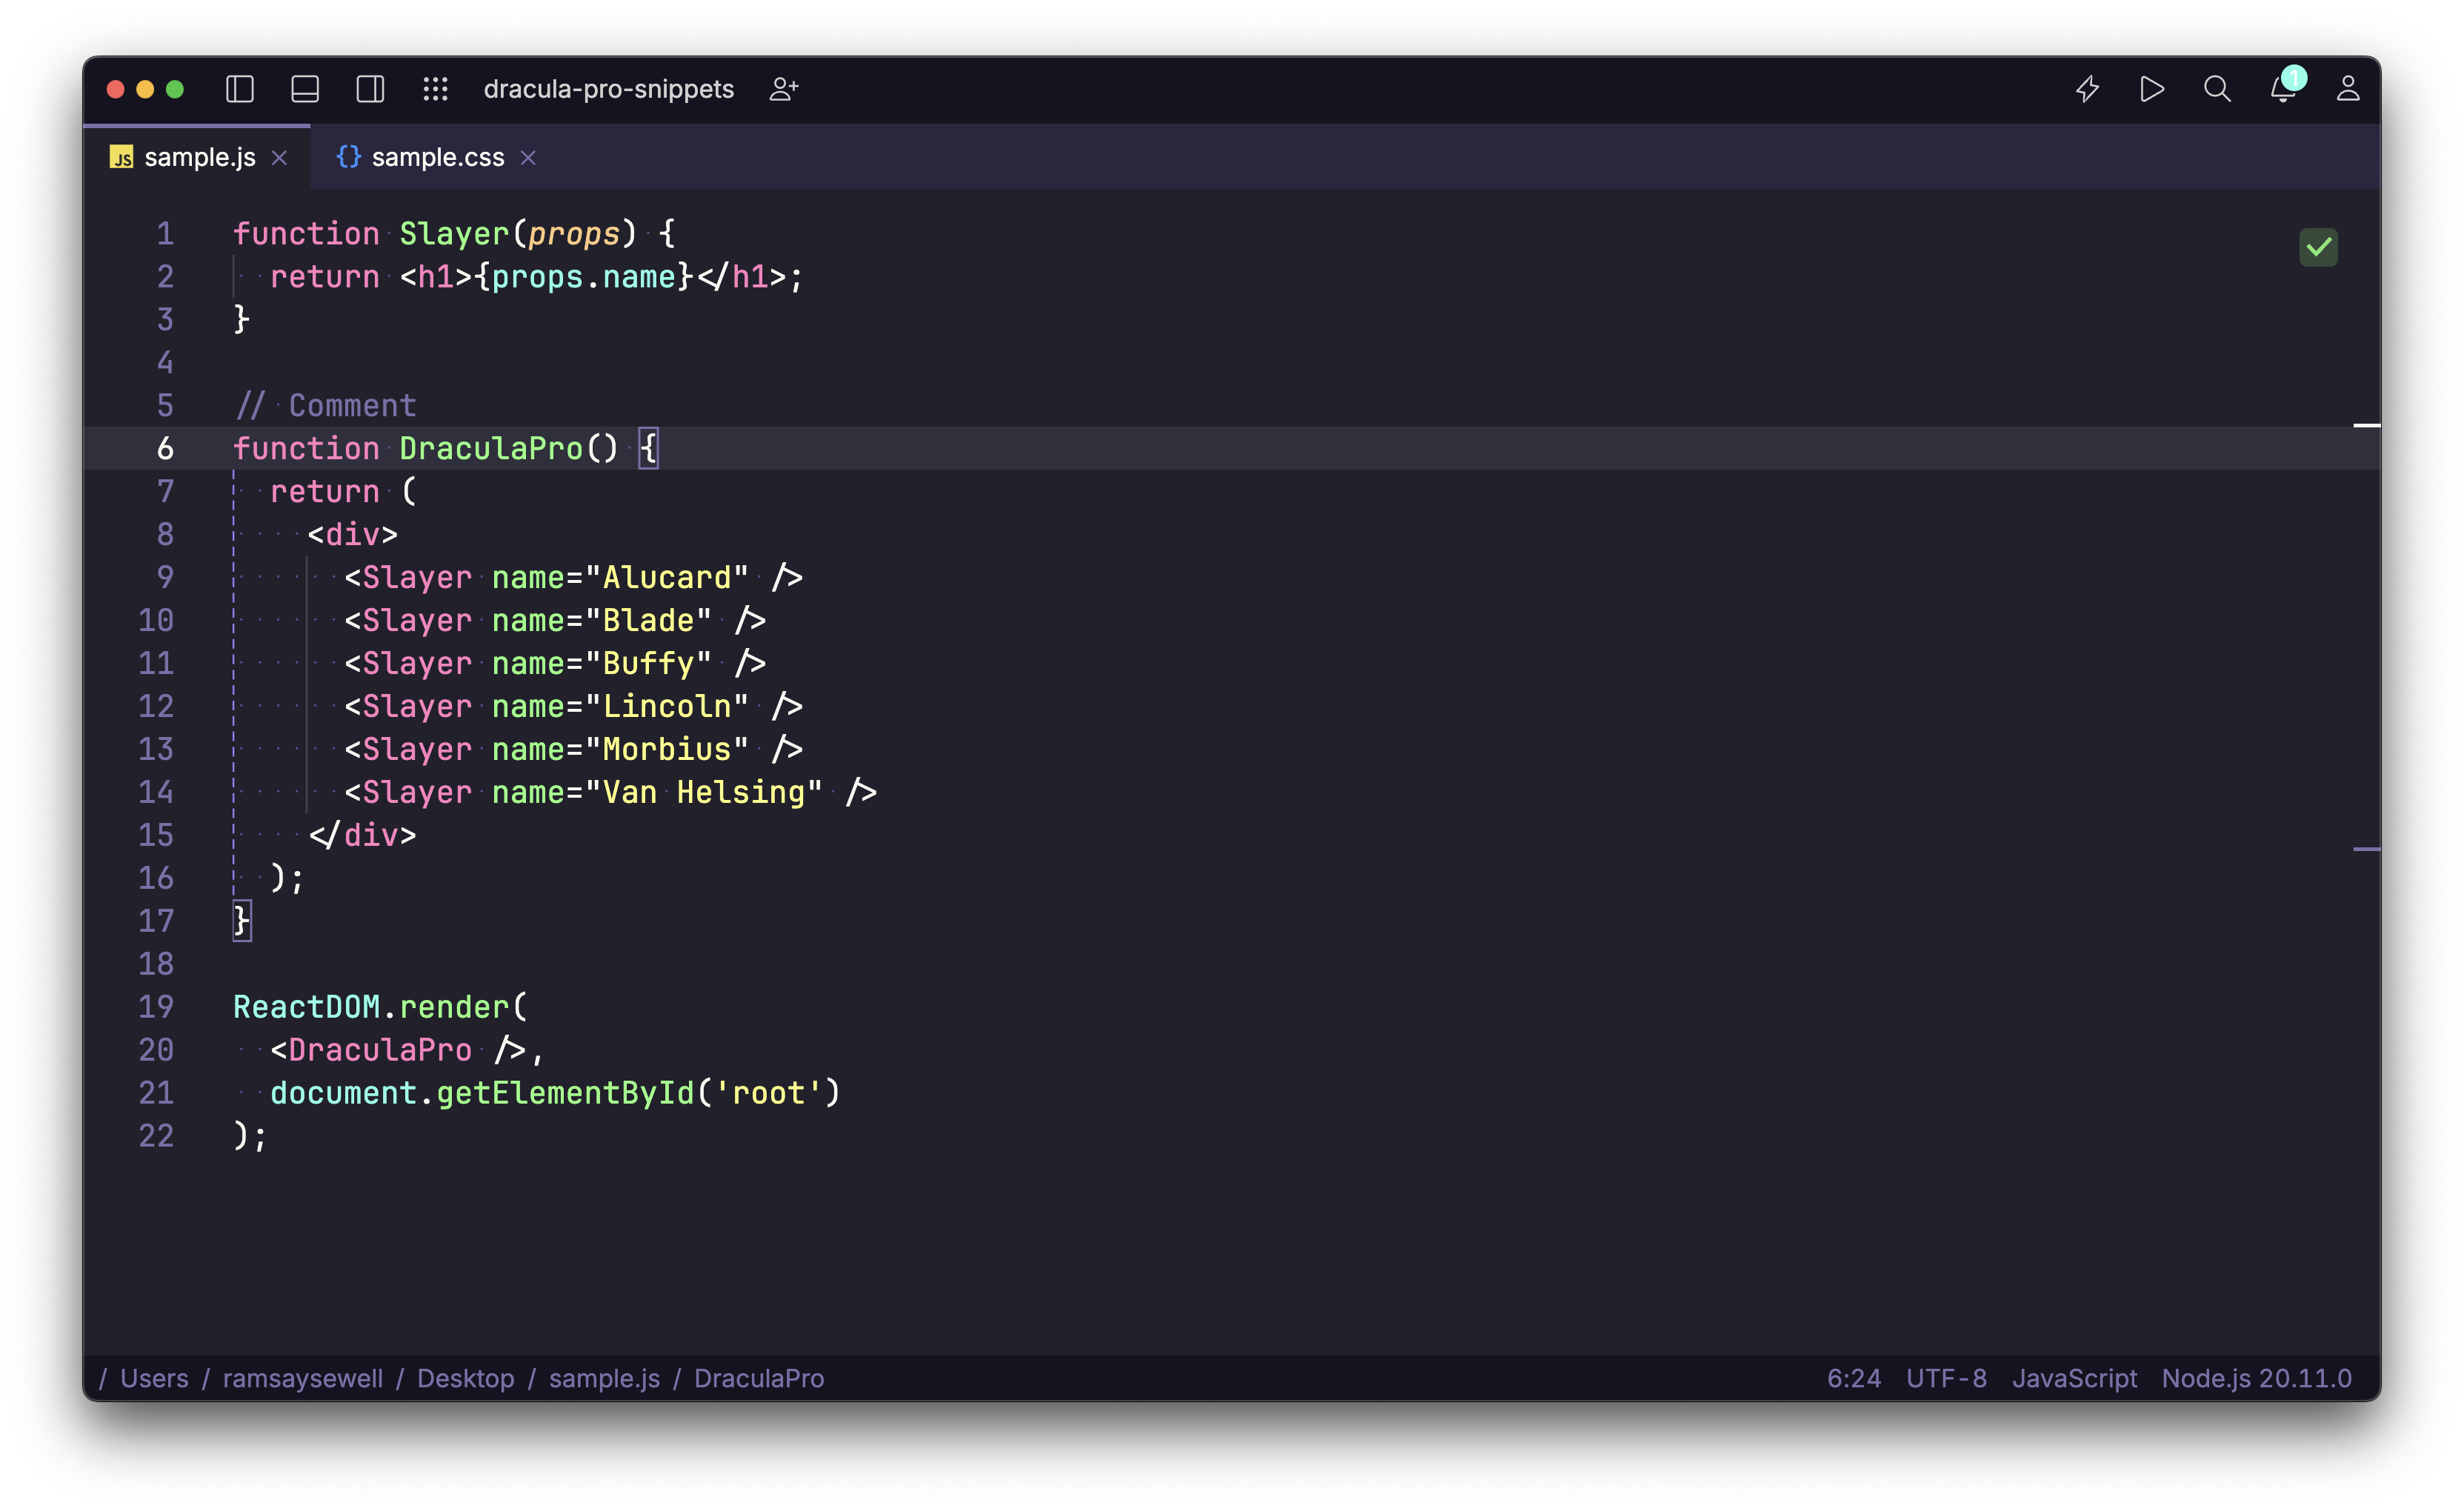 dracula-pro-snippets
1
JS sample.js
{} sample.css
1 function Slayer(props) {
2   return <h1>{props.name}</h1>;
3 }
4
5 // Comment
6 function DraculaPro() {
7   return (
8     <div>
9       <Slayer name="Alucard" />
10       <Slayer name="Blade" />
11       <Slayer name="Buffy" />
12       <Slayer name="Lincoln" />
13       <Slayer name="Morbius" />
14       <Slayer name="Van Helsing" />
15     </div>
16   );
17 }
18
19 ReactDOM.render(
20   <DraculaPro />,
21   document.getElementById('root')
22 );
/ Users / ramsaysewell / Desktop / sample.js / DraculaPro
6:24 UTF-8 JavaScript Node.js 20.11.0